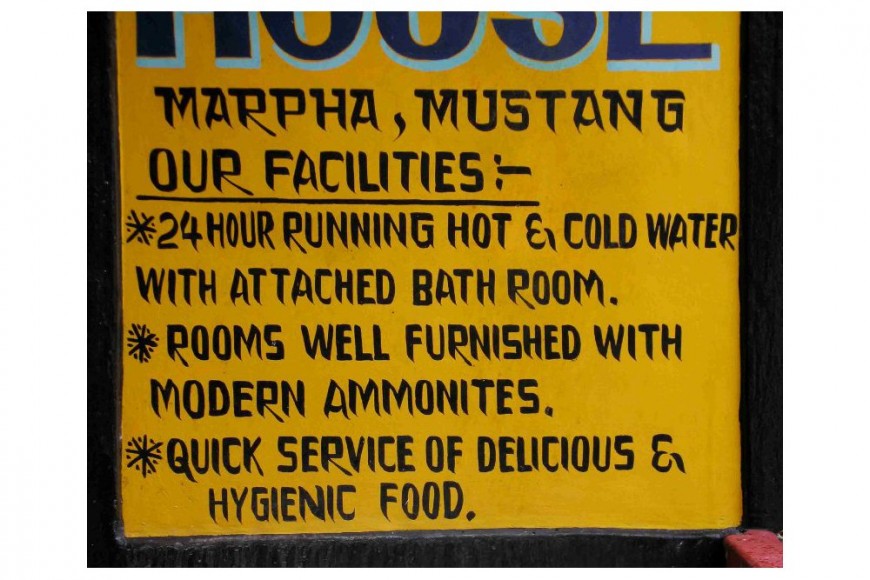 HOUSE
MARPHA, MUSTANG
OUR FACILITIES:-
*24 HOUR RUNNING HOT & COLD WATER
WITH ATTACHED BATH ROOM.
* ROOMS WELL FURNISHED WITH
MODERN AMMONITES.
* QUICK SERVICE OF DELICIOUS &
HYGIENIC FOOD.